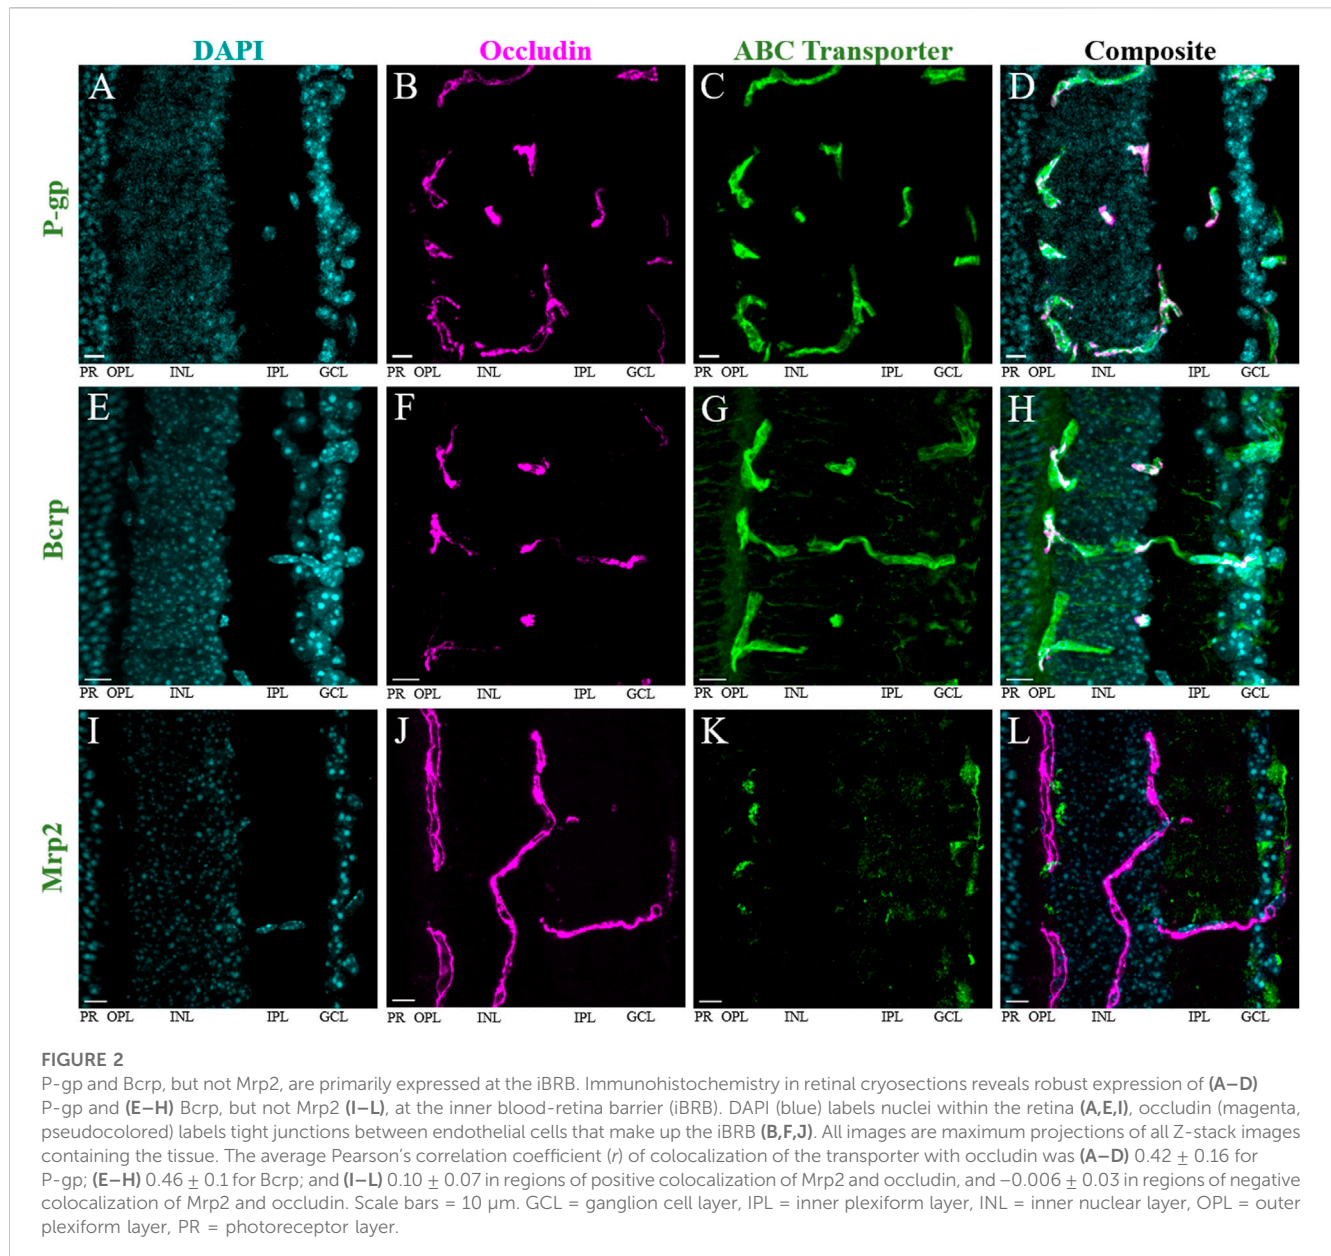 DAPI Occludin ABC Transporter Composite
P-gp
A B C D
PR OPL INL IPL GCL PR OPL INL IPL GCL PR OPL INL IPL GCL PR OPL INL IPL GCL
Bcrp
E F G H
PR OPL INL IPL GCL PR OPL INL IPL GCL PR OPL INL IPL GCL PR OPL INL IPL GCL
Mrp2
I J K L
PR OPL INL IPL GCL PR OPL INL IPL GCL PR OPL INL IPL GCL PR OPL INL IPL GCL
FIGURE 2
P-gp and Bcrp, but not Mrp2, are primarily expressed at the iBRB. Immunohistochemistry in retinal cryosections reveals robust expression of (A–D)
P-gp and (E–H) Bcrp, but not Mrp2 (I–L), at the inner blood-retina barrier (iBRB). DAPI (blue) labels nuclei within the retina (A,E,I), occludin (magenta,
pseudocolored) labels tight junctions between endothelial cells that make up the iBRB (B,F,J). All images are maximum projections of all Z-stack images
containing the tissue. The average Pearson’s correlation coefficient (r) of colocalization of the transporter with occludin was (A–D) 0.42 ± 0.16 for
P-gp; (E–H) 0.46 ± 0.1 for Bcrp; and (I–L) 0.10 ± 0.07 in regions of positive colocalization of Mrp2 and occludin, and −0.006 ± 0.03 in regions of negative
colocalization of Mrp2 and occludin. Scale bars = 10 µm. GCL = ganglion cell layer, IPL = inner plexiform layer, INL = inner nuclear layer, OPL = outer
plexiform layer, PR = photoreceptor layer.